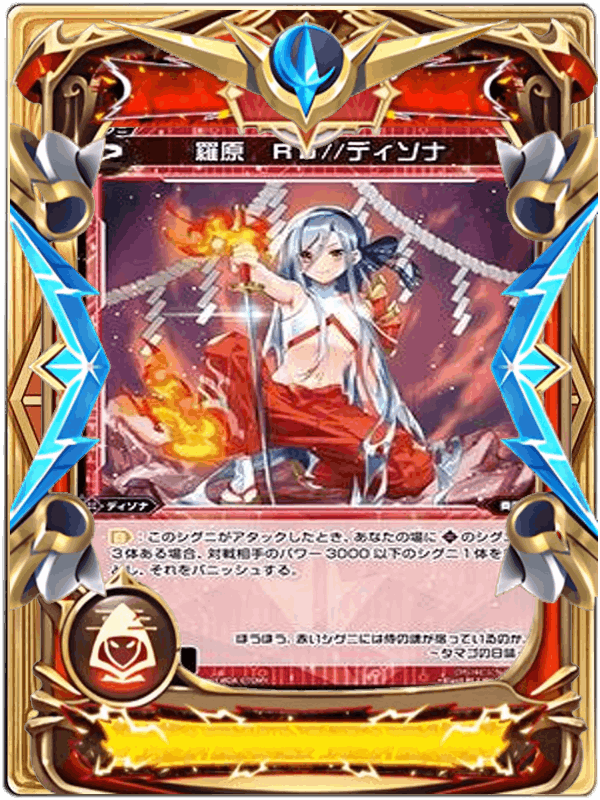 羅原 R J//ディソナ
ディソナ
：このシグニがアタックしたとき、あなたの場に のシグ
3体ある場合、対戦相手のパワー3000以下のシグニ1体を
とし、それをバニッシュする。
ほうほう、赤いシグニには侍の魂が宿っているのか。
～タマゴの日誌～